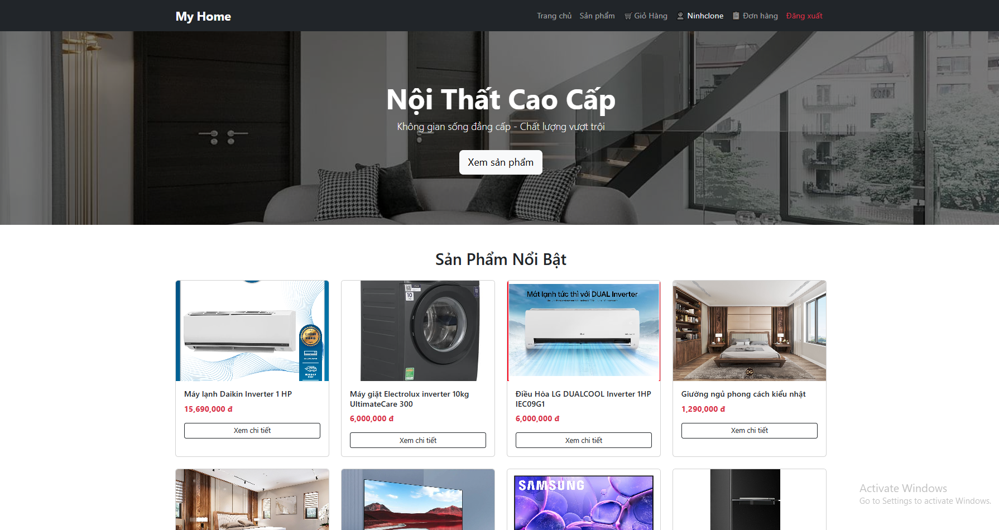 My Home
Trang chủ
Sản phẩm
Giỏ Hàng
Ninhclone
Đơn hàng
Đăng xuất
Nội Thất Cao Cấp
Không gian sống đẳng cấp - Chất lượng vượt trội
Xem sản phẩm
Sản Phẩm Nổi Bật
CHÍNH
HÃNG
10
10
Mát lạnh tức thì với DUAL Inverter
DG
Máy lạnh Daikin Inverter 1 HP
15,690,000 đ
Xem chi tiết
Máy giặt Electrolux inverter 10kg
UltimateCare 300
6,000,000 đ
Xem chi tiết
Điều Hòa LG DUALCOOL Inverter 1HP
IEC09G1
6,000,000 đ
Xem chi tiết
Giường ngủ phong cách kiểu nhật
1,290,000 đ
Xem chi tiết
SAMSUNG
Activate Windows
Go to Settings to activate Windows.